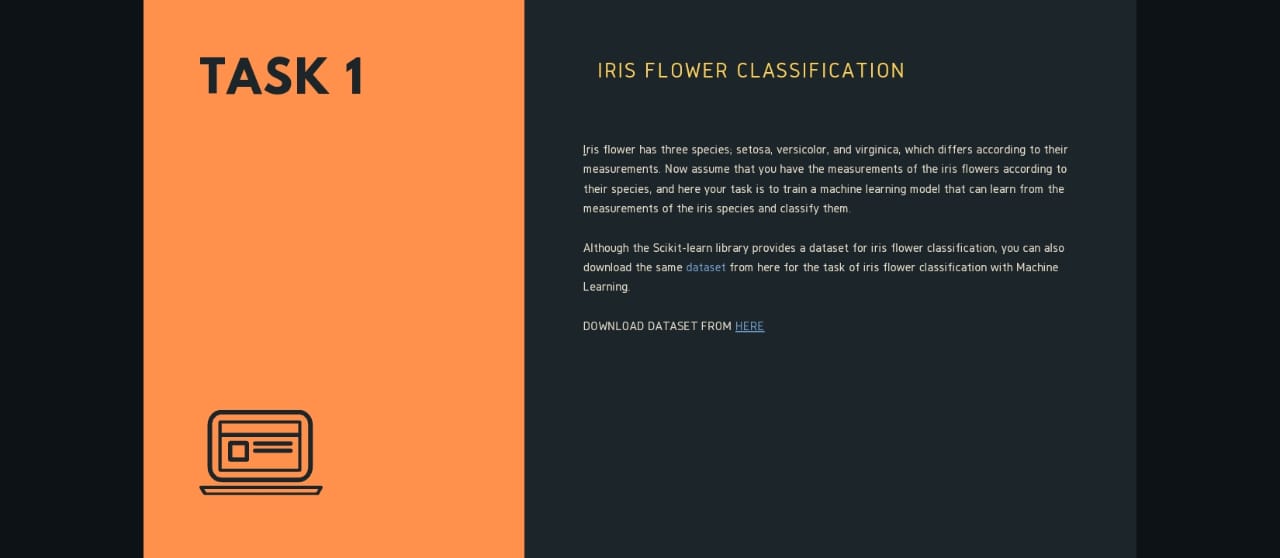 TASK 1
IRIS FLOWER CLASSIFICATION
Iris flower has three species; setosa, versicolor, and virginica, which differs according to their
measurements. Now assume that you have the measurements of the iris flowers according to
their species, and here your task is to train a machine learning model that can learn from the
measurements of the iris species and classify them.
Although the Scikit-learn library provides a dataset for iris flower classification, you can also
download the same dataset from here for the task of iris flower classification with Machine
Learning.
DOWNLOAD DATASET FROM HERE